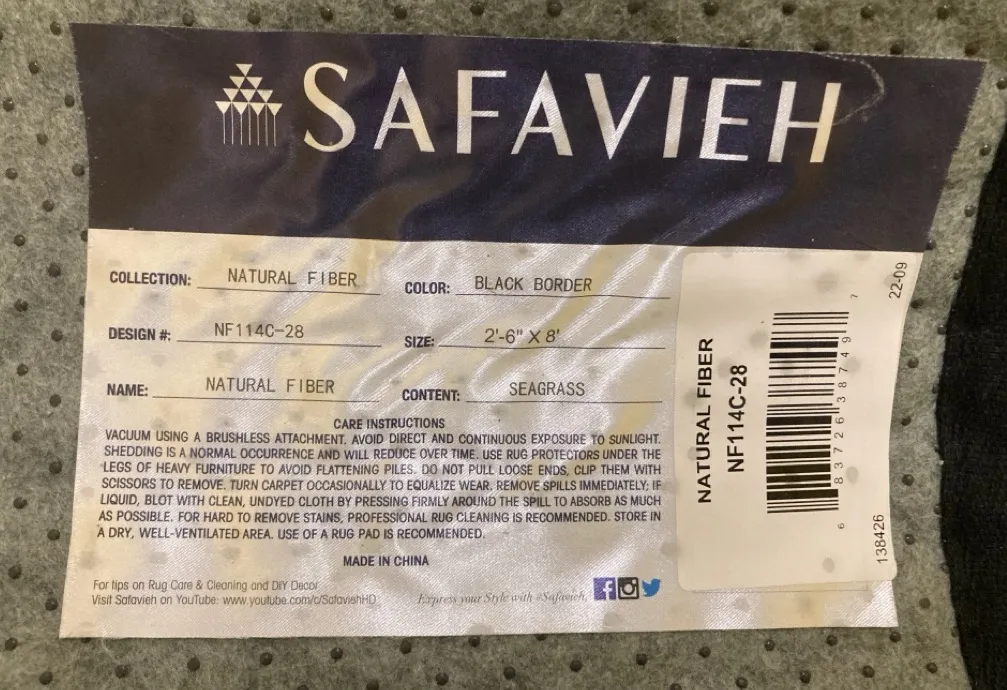 SAFAVIEH
COLLECTION: NATURAL FIBER
COLOR: BLACK BORDER
DESIGN #: NF114C-28
SIZE: 2'-6" X 8'
NAME: NATURAL FIBER
CONTENT: SEAGRASS
CARE INSTRUCTIONS
VACUUM USING A BRUSHLESS ATTACHMENT. AVOID DIRECT AND CONTINUOUS EXPOSURE TO SUNLIGHT.
SHEDDING IS A NORMAL OCCURRENCE AND WILL REDUCE OVER TIME. USE RUG PROTECTORS UNDER THE
LEGS OF HEAVY FURNITURE TO AVOID FLATTENING PILES. DO NOT PULL LOOSE ENDS, CLIP THEM WITH
SCISSORS TO REMOVE. TURN CARPET OCCASIONALLY TO EQUALIZE WEAR. REMOVE SPILLS IMMEDIATELY; IF
LIQUID, BLOT WITH CLEAN, UNDYED CLOTH BY PRESSING FIRMLY AROUND THE SPILL TO ABSORB AS MUCH
AS POSSIBLE. FOR HARD TO REMOVE STAINS, PROFESSIONAL RUG CLEANING IS RECOMMENDED. STORE IN
A DRY, WELL-VENTILATED AREA. USE OF A RUG PAD IS RECOMMENDED.
MADE IN CHINA
For tips on Rug Care & Cleaning and DIY Decor
Visit Safavieh on YouTube: www.youtube.com/c/SafaviehHD
Express your Style with #Safavieh.
NATURAL FIBER
NF114C-28
6 83726 38749 7
22-09
138426